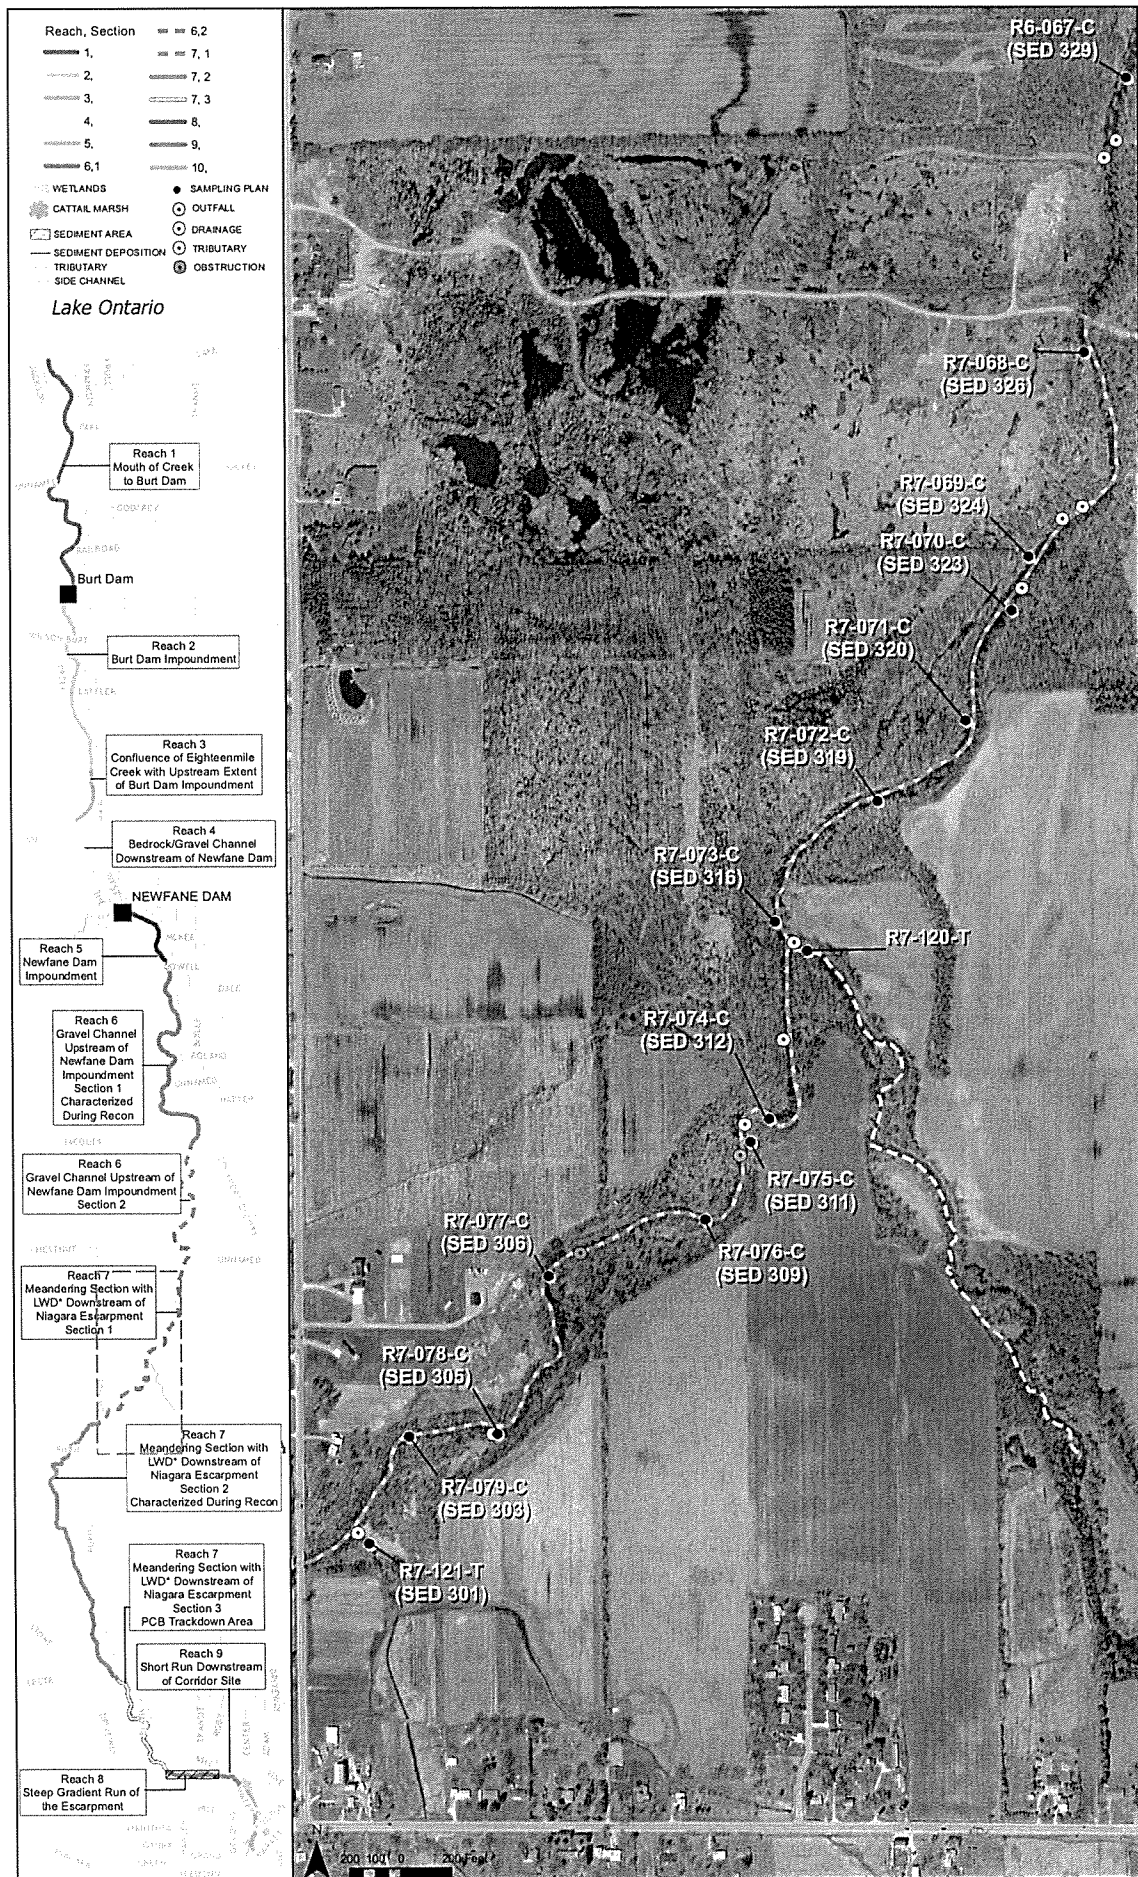 Reach, Section
1,
2,
3,
4,
5,
6,1
6,2
7, 1
7, 2
7, 3
8,
9,
10,
WETLANDS
CATTAIL MARSH
SEDIMENT AREA
SEDIMENT DEPOSITION
TRIBUTARY
SIDE CHANNEL
SAMPLING PLAN
OUTFALL
DRAINAGE
TRIBUTARY
OBSTRUCTION
Lake Ontario
Reach 1
Mouth of Creek
to Burt Dam
RAILROAD
Burt Dam
Reach 2
Burt Dam Impoundment
Reach 3
Confluence of Eighteenmile
Creek with Upstream Extent
of Burt Dam Impoundment
Reach 4
Bedrock/Gravel Channel
Downstream of Newfane Dam
NEWFANE DAM
Reach 5
Newfane Dam
Impoundment
Reach 6
Gravel Channel
Upstream of
Newfane Dam
Impoundment
Section 1
Characterized
During Recon
Reach 6
Gravel Channel Upstream of
Newfane Dam Impoundment
Section 2
CHESTNUT
UNNAMED
Reach 7
Meandering Section with
LWD* Downstream of
Niagara Escarpment
Section 1
Reach 7
Meandering Section with
LWD* Downstream of
Niagara Escarpment
Section 2
Characterized During Recon
Reach 7
Meandering Section with
LWD* Downstream of
Niagara Escarpment
Section 3
PCB Trackdown Area
Reach 9
Short Run Downstream
of Corridor Site
Reach 8
Steep Gradient Run of
the Escarpment
R6-067-C
(SED 329)
R7-068-C
(SED 326)
R7-069-C
(SED 324)
R7-070-C
(SED 323)
R7-071-C
(SED 320)
R7-072-C
(SED 319)
R7-073-C
(SED 316)
R7-120-T
R7-074-C
(SED 312)
R7-075-C
(SED 311)
R7-077-C
(SED 306)
R7-076-C
(SED 309)
R7-078-C
(SED 305)
R7-079-C
(SED 303)
R7-121-T
(SED 301)
N
200 100 0 200 Feet